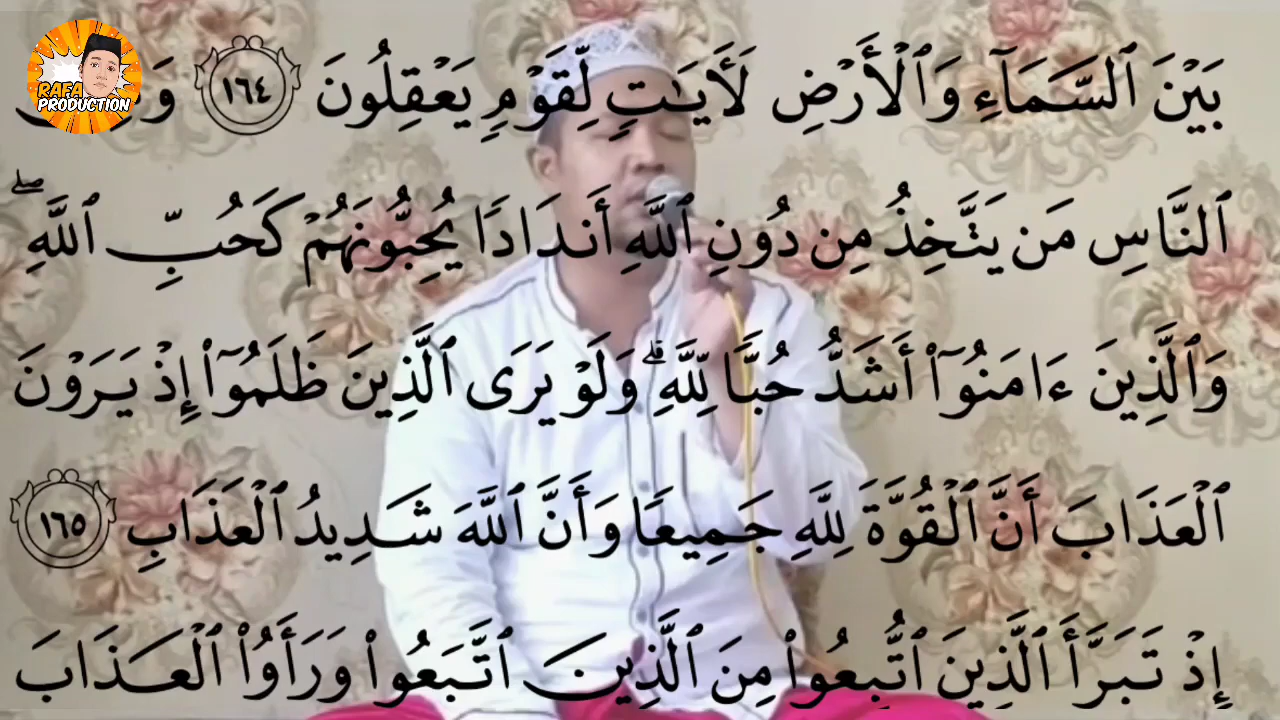 RAFA
PRODUCTION
بَيْنَ ٱلسَّمَآءِ وَٱلْأَرْضِ لَأٓيَٰتٍ لِّقَوْمٍ يَعْقِلُونَ ١٦٤
ٱلنَّاسِ مَن يَتَّخِذُ مِن دُونِ ٱللَّهِ أَندَادًا يُحِبُّونَهُمْ كَحُبِّ ٱللَّهِ ۖ
وَٱلَّذِينَ ءَامَنُوٓا۟ أَشَدُّ حُبًّا لِّلَّهِ ۗ وَلَوْ يَرَى ٱلَّذِينَ ظَلَمُوٓا۟ إِذْ يَرَوْنَ
ٱلْعَذَابَ أَنَّ ٱلْقُوَّةَ لِلَّهِ جَمِيعًا وَأَنَّ ٱللَّهَ شَدِيدُ ٱلْعَذَابِ ١٦٥
إِذْ تَبَرَّأَ ٱلَّذِينَ ٱتُّبِعُوا۟ مِنَ ٱلَّذِينَ ٱتَّبَعُوا۟ وَرَأَوُا۟ ٱلْعَذَابَ